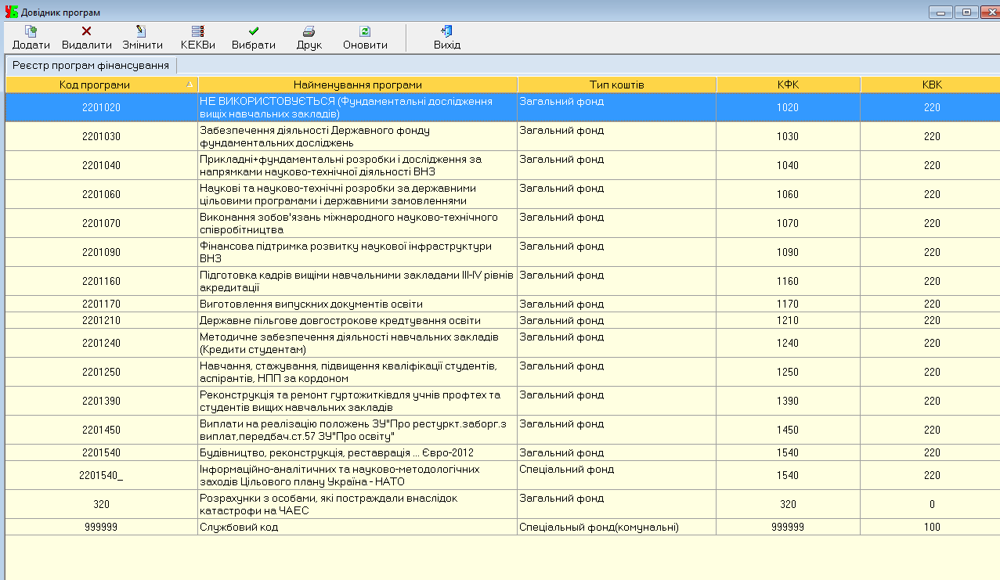 Довідник програм
Додати Видалити Змінити КЕКВи Вибрати Друк Оновити Вихід
Реєстр програм фінансування
Код програми Найменування програми Тип коштів КФК КВК
2201020 НЕ ВИКОРИСТОВУЄТЬСЯ (Фундаментальні дослідження Загальний фонд 1020 220
вищіх навчальних закладів)
2201030 Забезпечення діяльності Державного фонду Загальний фонд 1030 220
фундаментальних досліджень
2201040 Прикладні+фундаментальні розробки і дослідження за Загальний фонд 1040 220
напрямками науково-технічної діяльності ВНЗ
2201060 Наукові та науково-технічні розробки за державними Загальний фонд 1060 220
цільовими програмами і державними замовленнями
2201070 Виконання зобов'язань міжнародного науково-технічного Загальний фонд 1070 220
співробітництва
2201090 Фінансова підтримка розвитку наукової інфраструктури Загальний фонд 1090 220
ВНЗ
2201160 Підготовка кадрів вищіми навчальними закладами III-IV рівнів Загальний фонд 1160 220
акредитації
2201170 Виготовлення випускних документів освіти Загальний фонд 1170 220
2201210 Державне пільгове довгострокове кредтування освіти Загальний фонд 1210 220
2201240 Методичне забезпечення діяльності навчальних закладів Загальний фонд 1240 220
(Кредити студентам)
2201250 Навчання, стажування, підвищення кваліфікації студентів, Загальний фонд 1250 220
аспірантів, НПП за кордоном
2201390 Реконструкція та ремонт гуртожитківдля учнів профтех та Загальний фонд 1390 220
студентів вищих навчальних закладів
2201450 Виплати на реалізацію положень ЗУ"Про рестуркт.заборг.з Загальний фонд 1450 220
виплат,передбач.ст.57 ЗУ"Про освіту"
2201540 Будівництво, реконструкція, реставрація ... Євро-2012 Загальний фонд 1540 220
2201540_ Інформаційно-аналітичних та науково-методологічних Спеціальний фонд 1540 220
заходів Цільового плану Україна - НАТО
320 Розрахунки з особами, які постраждали внаслідок Загальний фонд 320 0
катастрофи на ЧАЕС
999999 Службовий код Спеціальный фонд(комунальні) 999999 100